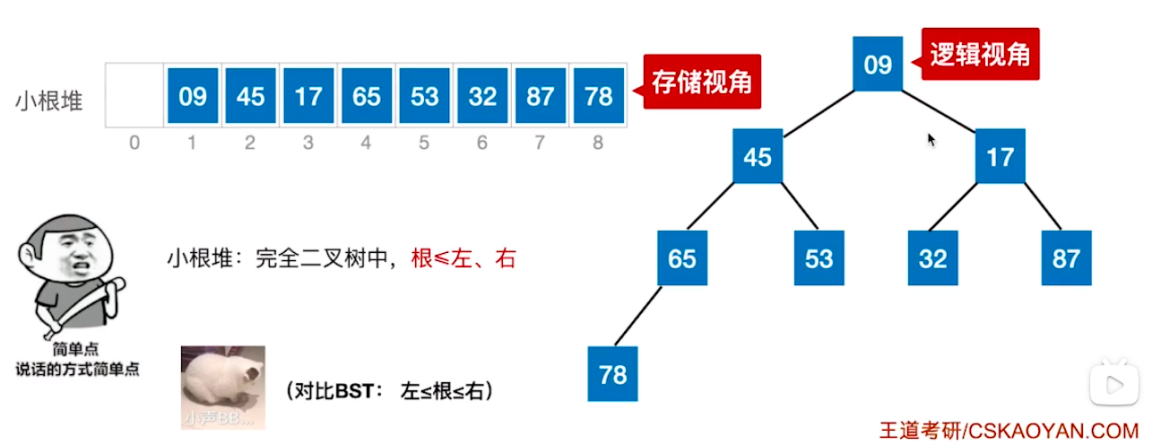 小根堆
09 45 17 65 53 32 87 78
0 1 2 3 4 5 6 7 8
存储视角
逻辑视角
09
45 17
65 53 32 87
78
小根堆：完全二叉树中，根≤左、右
简单点
说话的方式简单点
小声BB...
（对比BST： 左≤根≤右）
王道考研/CSKAOYAN.COM